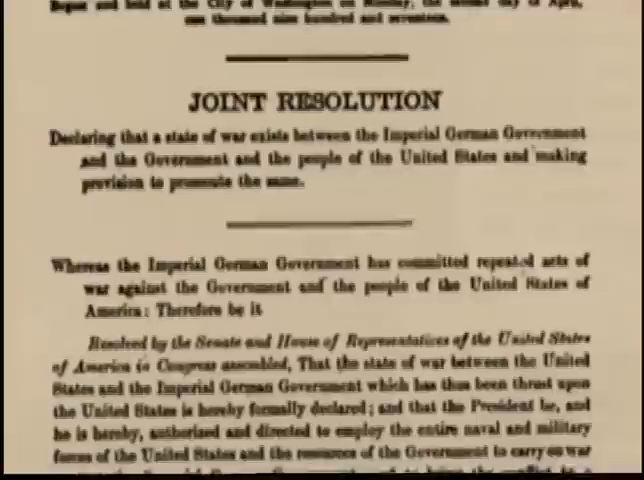 Begun and held at the City of Washington on Monday, the second day of April,
one thousand nine hundred and seventeen.
JOINT RESOLUTION
Declaring that a state of war exists between the Imperial German Government
and the Government and the people of the United States and making
provision to prosecute the same.
Whereas the Imperial German Government has committed repeated acts of
war against the Government and the people of the United States of
America: Therefore be it
Resolved by the Senate and House of Representatives of the United States
of America in Congress assembled, That the state of war between the United
States and the Imperial German Government which has thus been thrust upon
the United States is hereby formally declared; and that the President be, and
he is hereby, authorized and directed to employ the entire naval and military
forces of the United States and the resources of the Government to carry on war